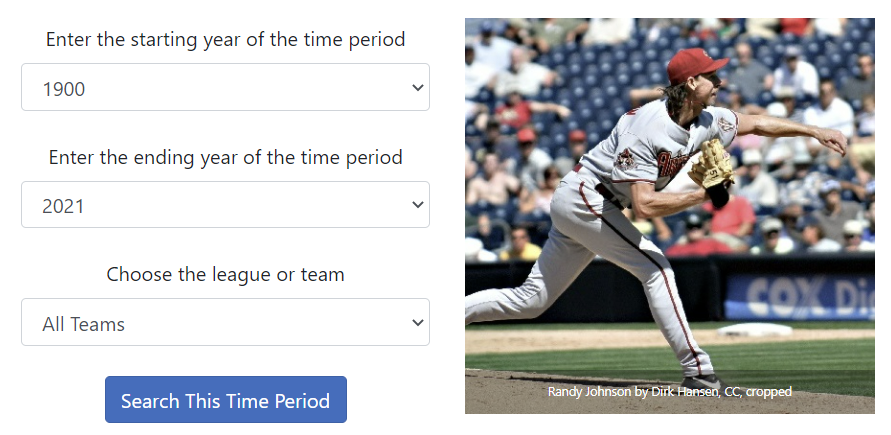 Enter the starting year of the time period
1900
Enter the ending year of the time period
2021
Choose the league or team
All Teams
Search This Time Period
COX Di
Randy Johnson by Dirk Hansen, CC, cropped